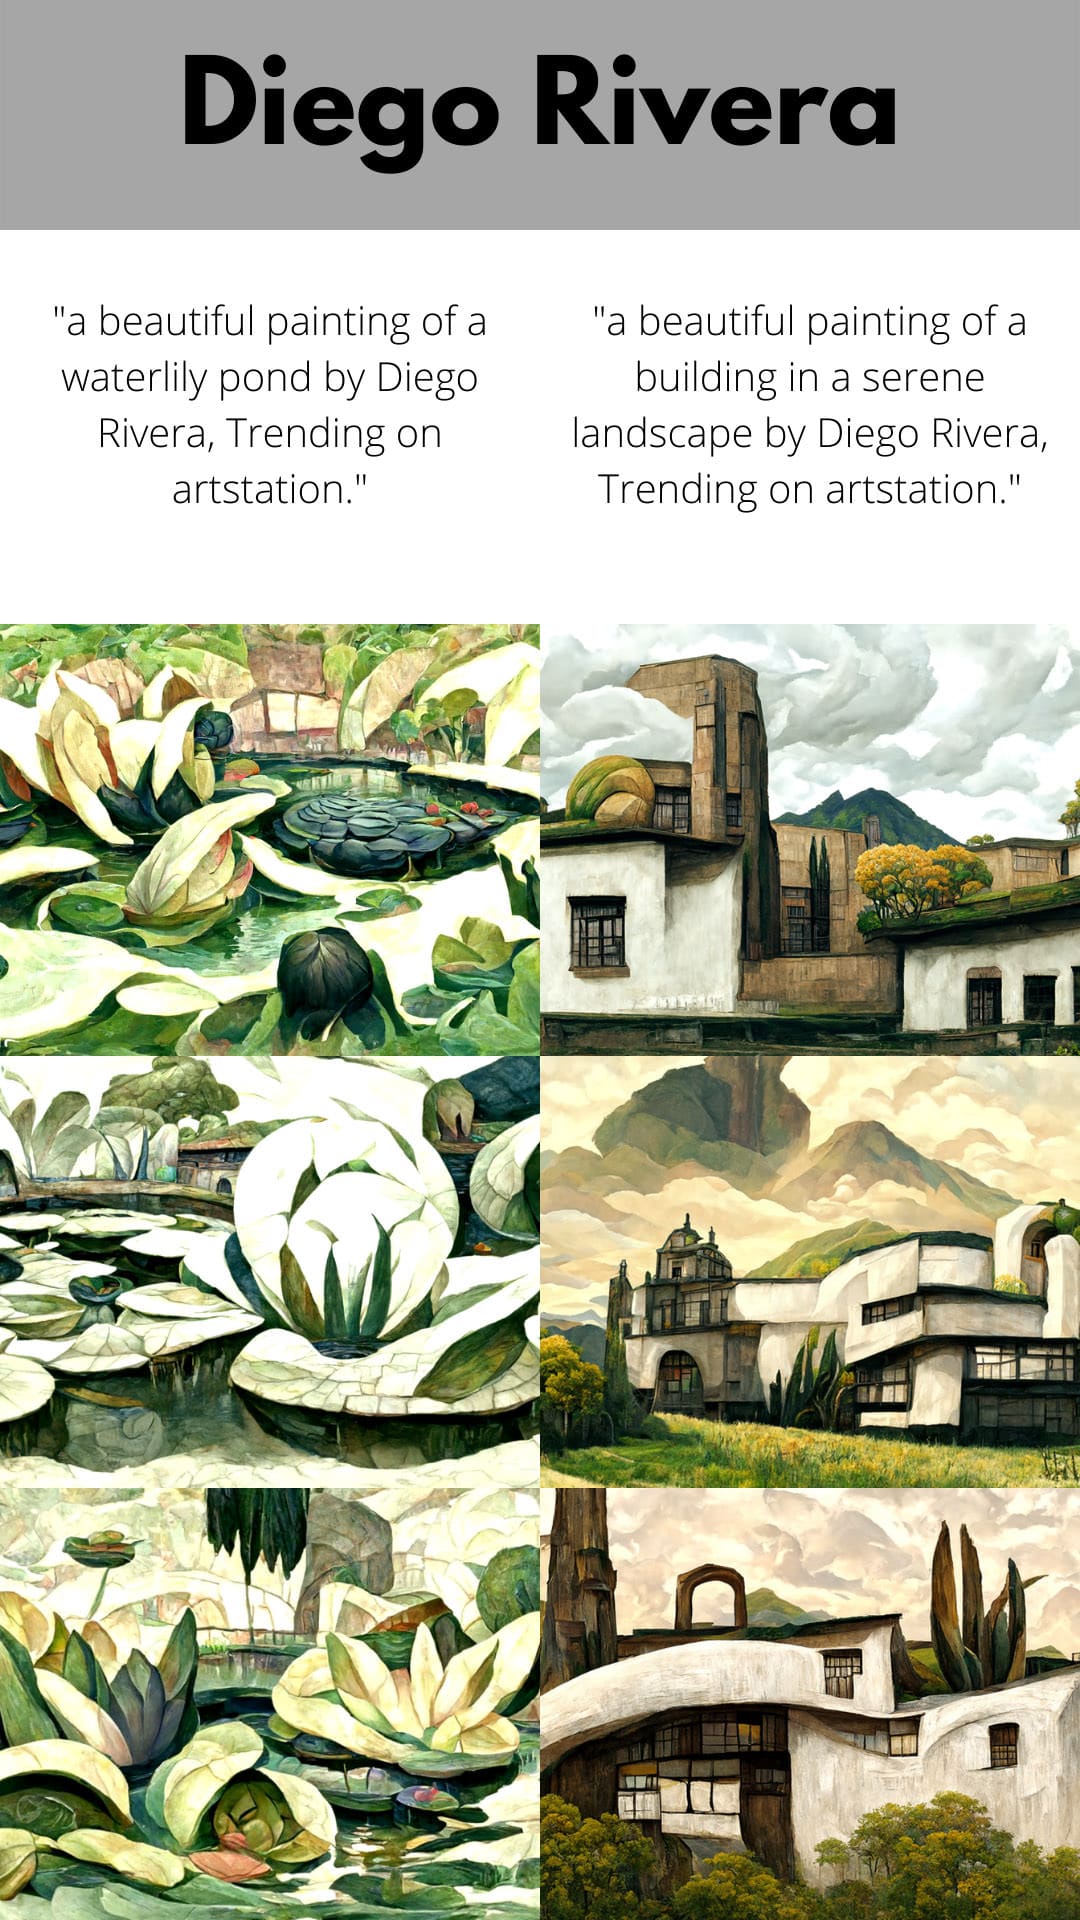 Diego Rivera
"a beautiful painting of a
waterlily pond by Diego
Rivera, Trending on
artstation."
"a beautiful painting of a
building in a serene
landscape by Diego Rivera,
Trending on artstation."